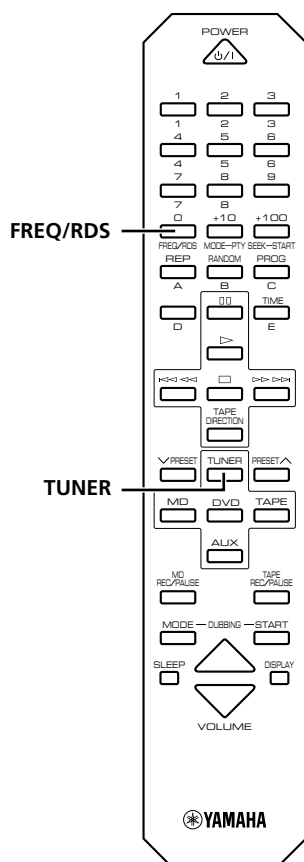 POWER
⏻/I
1 2 3
1 2 3
4 5 6
4 5 6
7 8 9
7 8
0 +10 +100
FREQ/RDS
FREQ/RDS MODE–PTY SEEK–START
REP RANDOM PROG
A B C
TIME
D E
TAPE
DIRECTION
PRESET TUNER PRESET
TUNER
MD DVD TAPE
AUX
MD
REC/PAUSE
TAPE
REC/PAUSE
MODE – DUBBING – START
SLEEP DISPLAY
VOLUME
YAMAHA